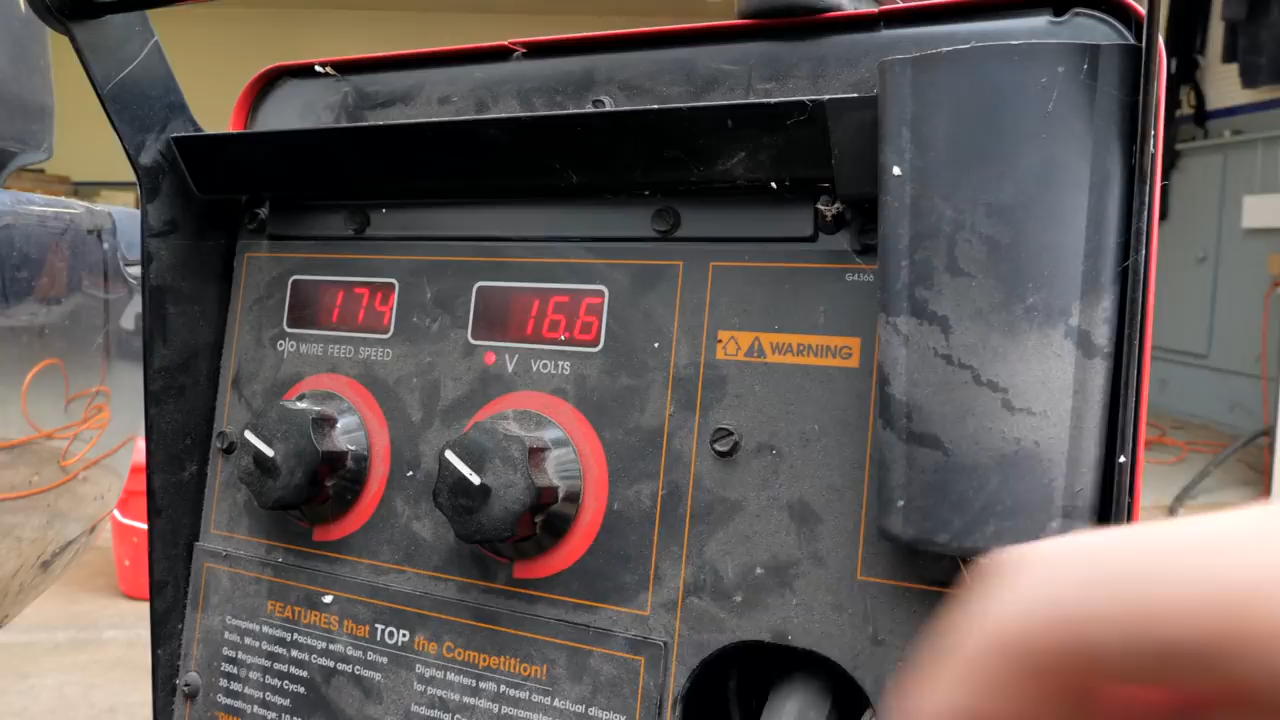 174
16.6
WIRE FEED SPEED
V VOLTS
G4366
WARNING
FEATURES that TOP the Competition!
Complete Welding Package with Gun, Drive
Rolls, Wire Guides, Work Cable and Clamp,
Gas Regulator and Hose.
250A @ 40% Duty Cycle.
30-300 Amps Output.
Operating Range: 10-
Digital Meters with Preset and Actual display
for precise welding parameter
Industrial